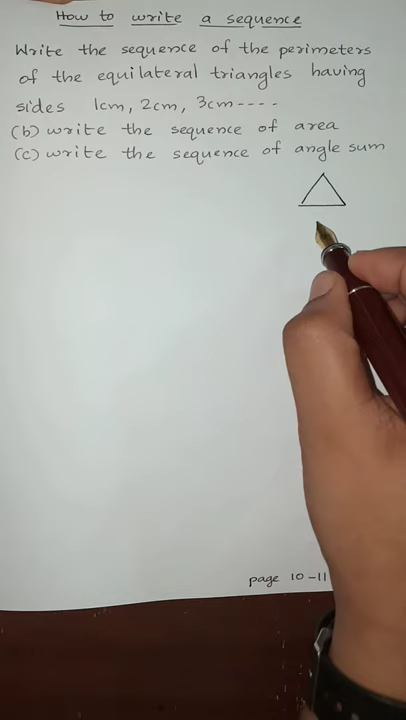 How to write a sequence
Write the sequence of the perimeters
of the equilateral triangles having
sides 1cm, 2cm, 3cm----
(b) write the sequence of area
(c) write the sequence of angle sum
page 10-11